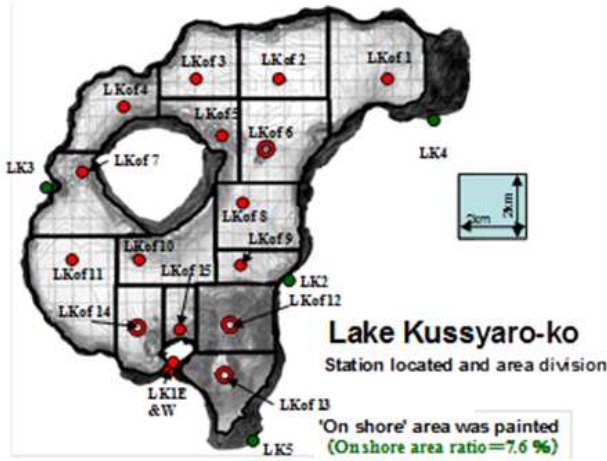 LKof 3
LKof 2
LKof 1
LKof 4
LKof 5
LKof 6
LKof 7
LK3
LK4
LKof 8
2km
2km
LKof 9
LKof 10
LKof 11
LKof 15
LK2
LKof 12
LKof 14
Lake Kussyaro-ko
Station located and area division
LK1E
&W
LKof 13
'On shore' area was painted
(On shore area ratio=7.6 %)
LK5